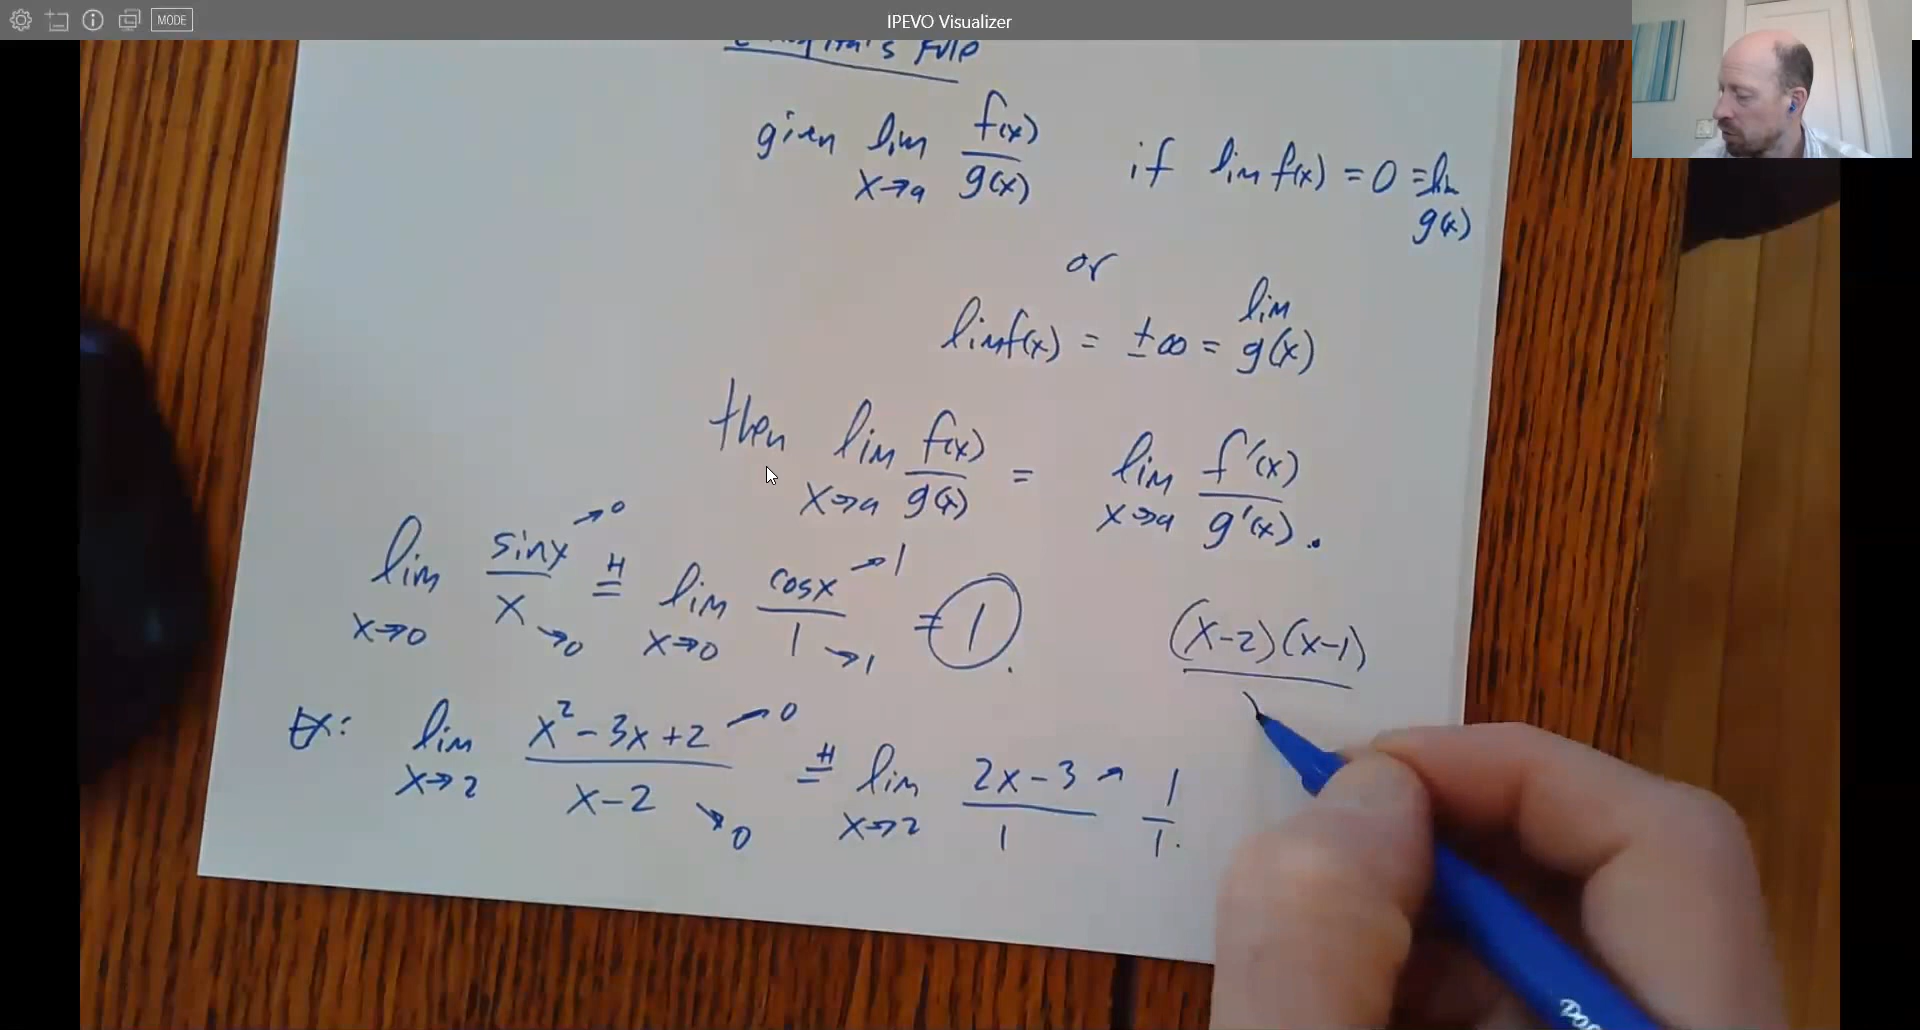 MODE
IPEVO Visualizer
given lim x→a f(x)/g(x) if lim f(x) = 0 = lim g(x)
or
lim f(x) = ±∞ = lim g(x)
then lim x→a f(x)/g(x) = lim x→a f'(x)/g'(x).
lim x→0 sinx/x →0 →0 =H lim x→0 cosx/1 →1 →1 = 1.
(x-2)(x-1)
Ex: lim x→2 x²-3x+2/x-2 →0 →0 =H lim x→2 2x-3/1 → 1/1.